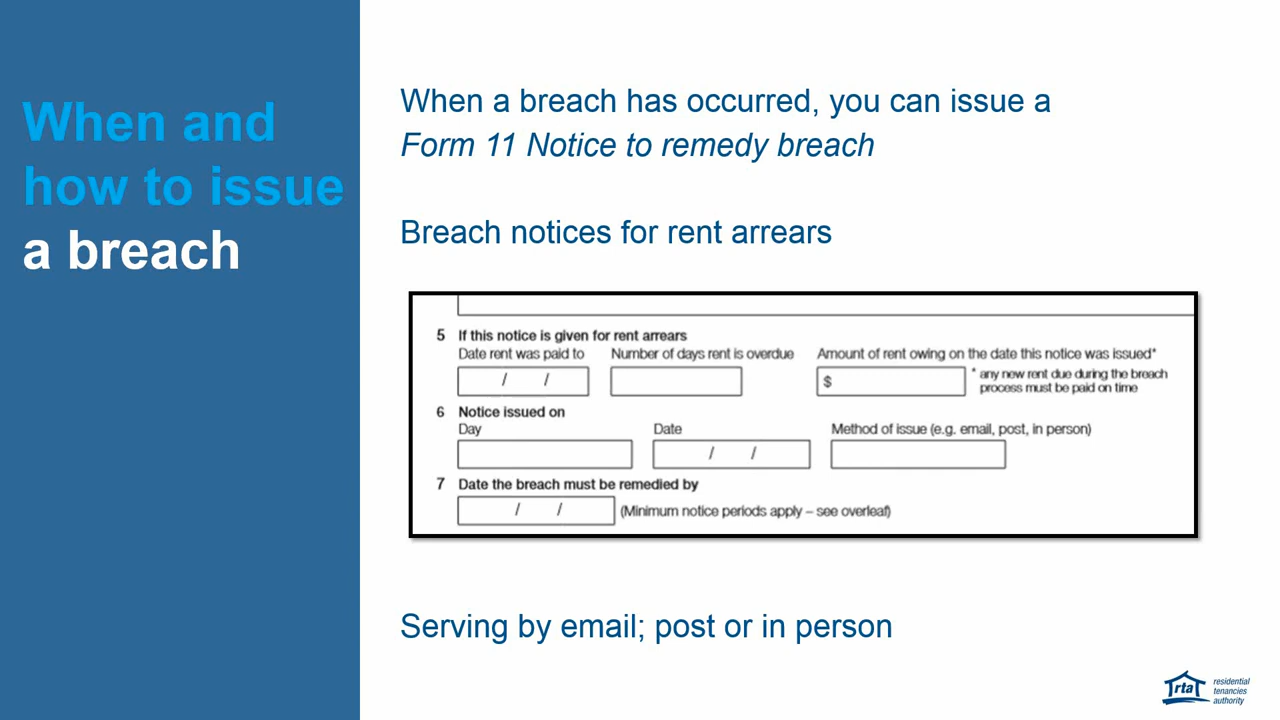 When and
how to issue
a breach
When a breach has occurred, you can issue a
Form 11 Notice to remedy breach
Breach notices for rent arrears
5 If this notice is given for rent arrears
Date rent was paid to Number of days rent is overdue Amount of rent owing on the date this notice was issued*
/ / $ * any new rent due during the breach
process must be paid on time
6 Notice issued on
Day Date Method of issue (e.g. email, post, in person)
/ /
7 Date the breach must be remedied by
/ / (Minimum notice periods apply – see overleaf)
Serving by email; post or in person
rta residential
tenancies
authority